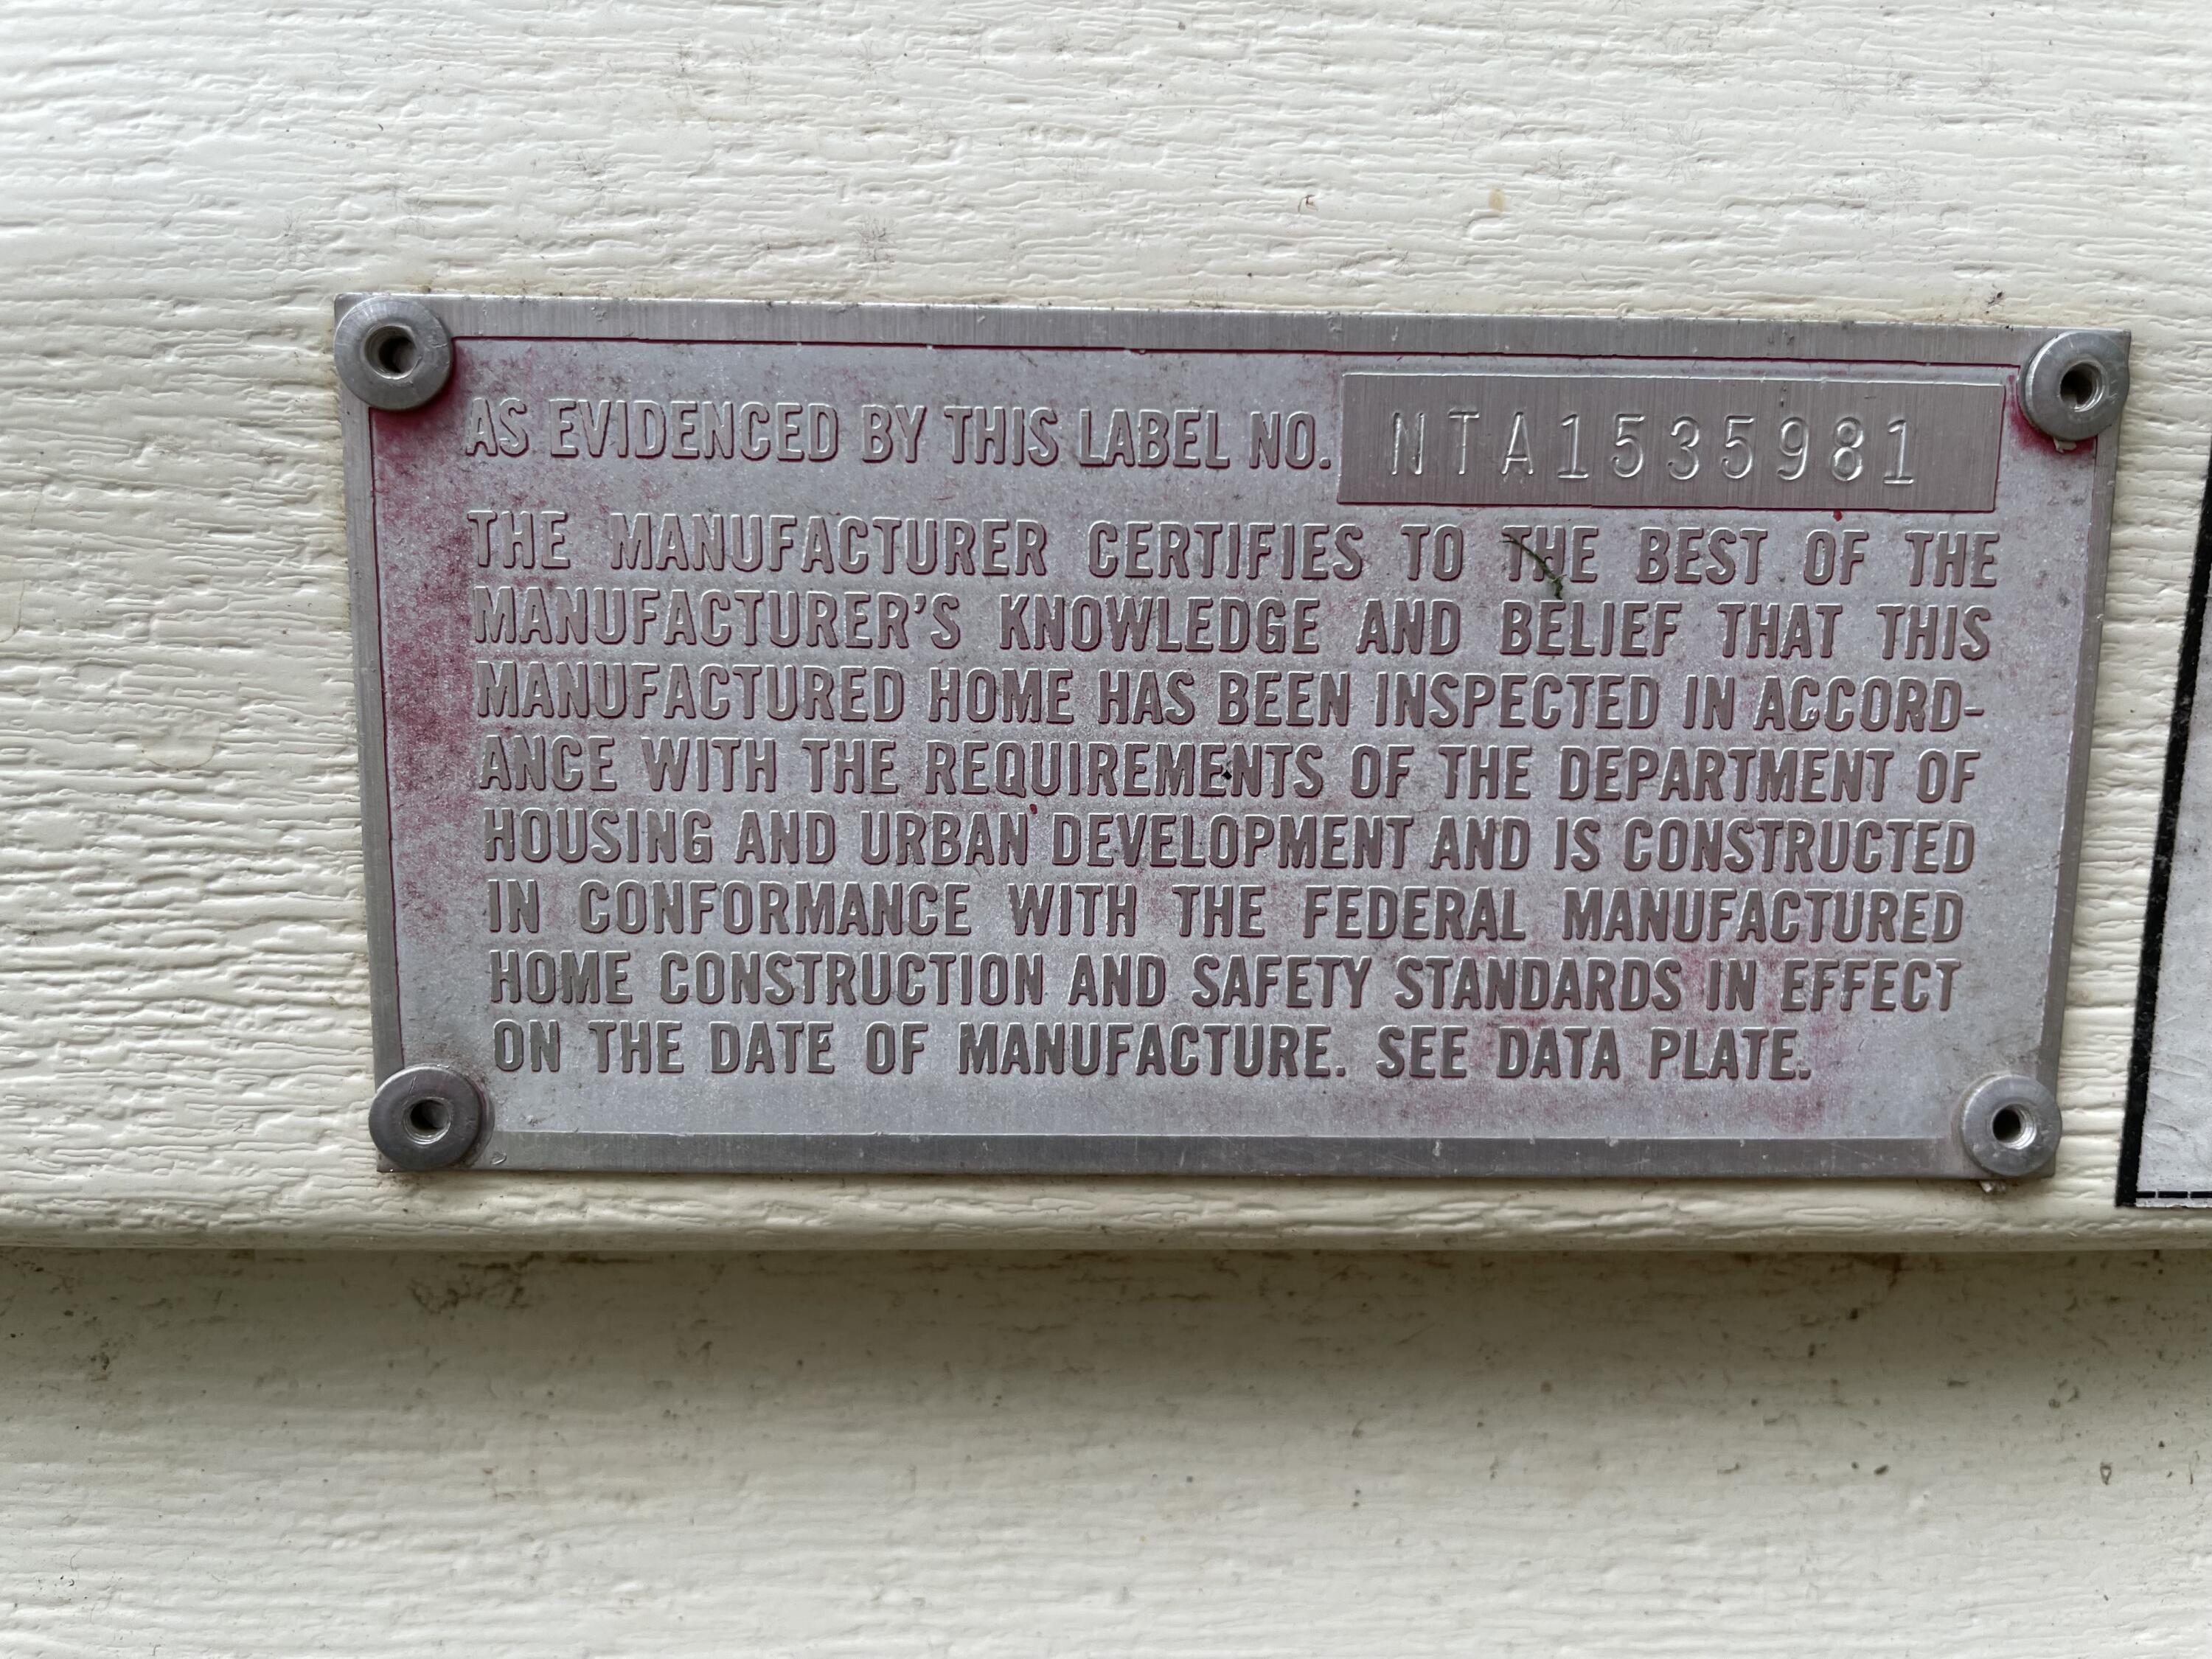 AS EVIDENCED BY THIS LABEL NO. NTA1535981
THE MANUFACTURER CERTIFIES TO THE BEST OF THE
MANUFACTURER'S KNOWLEDGE AND BELIEF THAT THIS
MANUFACTURED HOME HAS BEEN INSPECTED IN ACCORD-
ANCE WITH THE REQUIREMENTS OF THE DEPARTMENT OF
HOUSING AND URBAN DEVELOPMENT AND IS CONSTRUCTED
IN CONFORMANCE WITH THE FEDERAL MANUFACTURED
HOME CONSTRUCTION AND SAFETY STANDARDS IN EFFECT
ON THE DATE OF MANUFACTURE. SEE DATA PLATE.